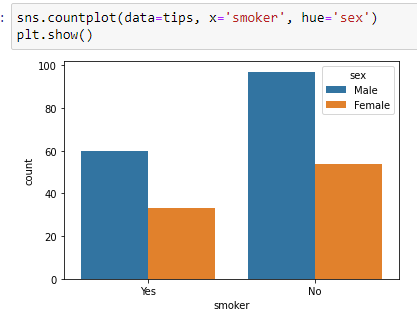 : sns.countplot(data=tips, x='smoker', hue='sex')
plt.show()
100
80
60
40
20
0
count
sex
Male
Female
Yes No
smoker